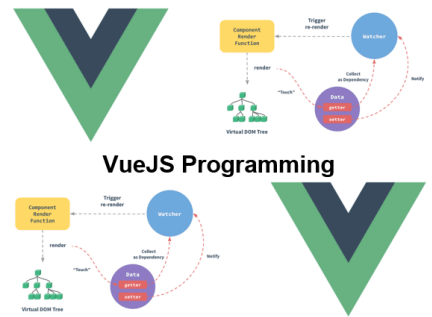 Component
Render
Function
Trigger
re-render
Watcher
render
"Touch"
Collect
as Dependency
Notify
Data
getter
setter
Virtual DOM Tree
VueJS Programming
Component
Render
Function
Trigger
re-render
Watcher
render
"Touch"
Collect
as Dependency
Notify
Data
getter
setter
Virtual DOM Tree